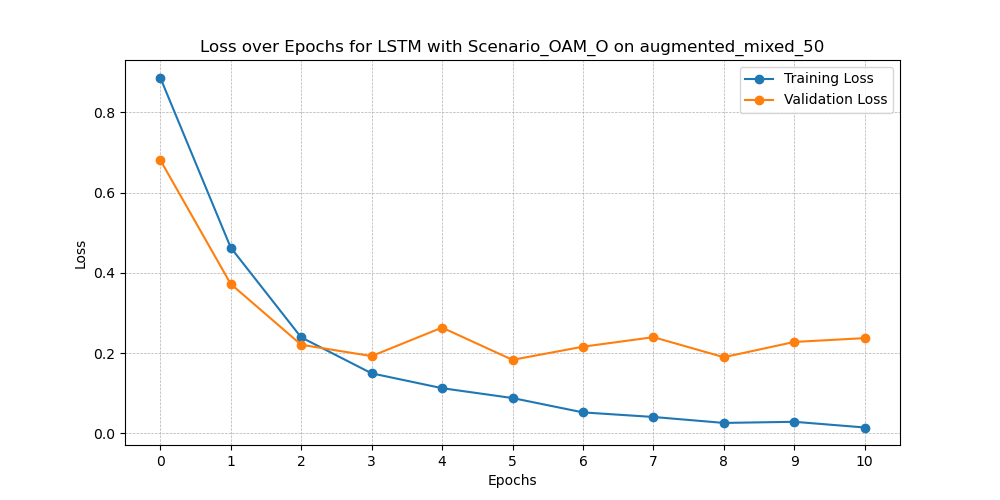 Loss over Epochs for LSTM with Scenario_OAM_O on augmented_mixed_50
Training Loss
Validation Loss
Loss
0.8
0.6
0.4
0.2
0.0
0 1 2 3 4 5 6 7 8 9 10
Epochs